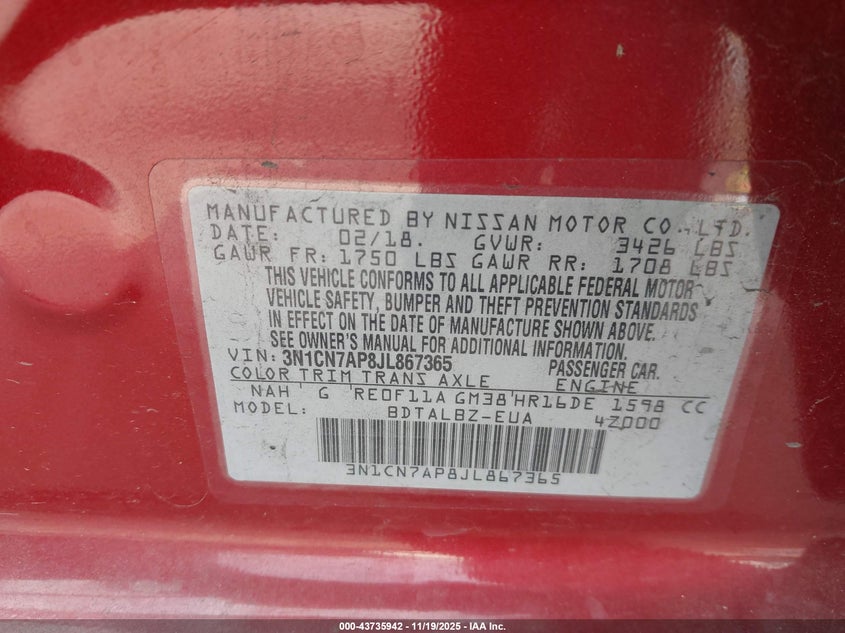 MANUFACTURED BY NISSAN MOTOR CO., LTD.
DATE: 02/18. GVWR: 3426 LBS
GAWR FR: 1750 LBS GAWR RR: 1708 LBS
THIS VEHICLE CONFORMS TO ALL APPLICABLE FEDERAL MOTOR
VEHICLE SAFETY, BUMPER AND THEFT PREVENTION STANDARDS
IN EFFECT ON THE DATE OF MANUFACTURE SHOWN ABOVE.
SEE OWNER'S MANUAL FOR ADDITIONAL INFORMATION.
VIN: 3N1CN7AP8JL867365 PASSENGER CAR.
COLOR TRIM TRANS AXLE ENGINE
NAH G RE0F11A GM38 HR16DE 1598 CC
MODEL: BDTALBZ-EUA 4Z000
3N1CN7AP8JL867365
000-43735942 - 11/19/2025 - IAA Inc.